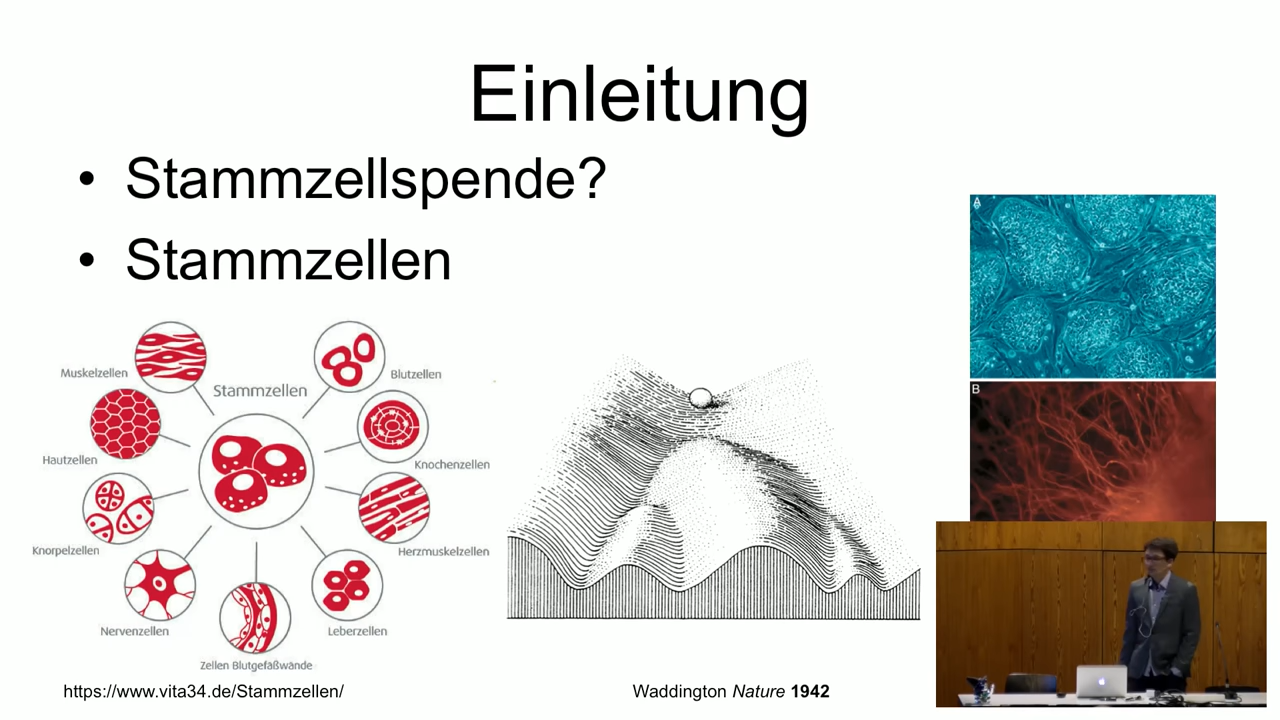 Einleitung
• Stammzellspende?
• Stammzellen
Muskelzellen
Stammzellen
Blutzellen
Hautzellen
Knochenzellen
Knorpelzellen
Herzmuskelzellen
Nervenzellen
Leberzellen
Zellen Blutgefäßwände
https://www.vita34.de/Stammzellen/
Waddington Nature 1942
A
B